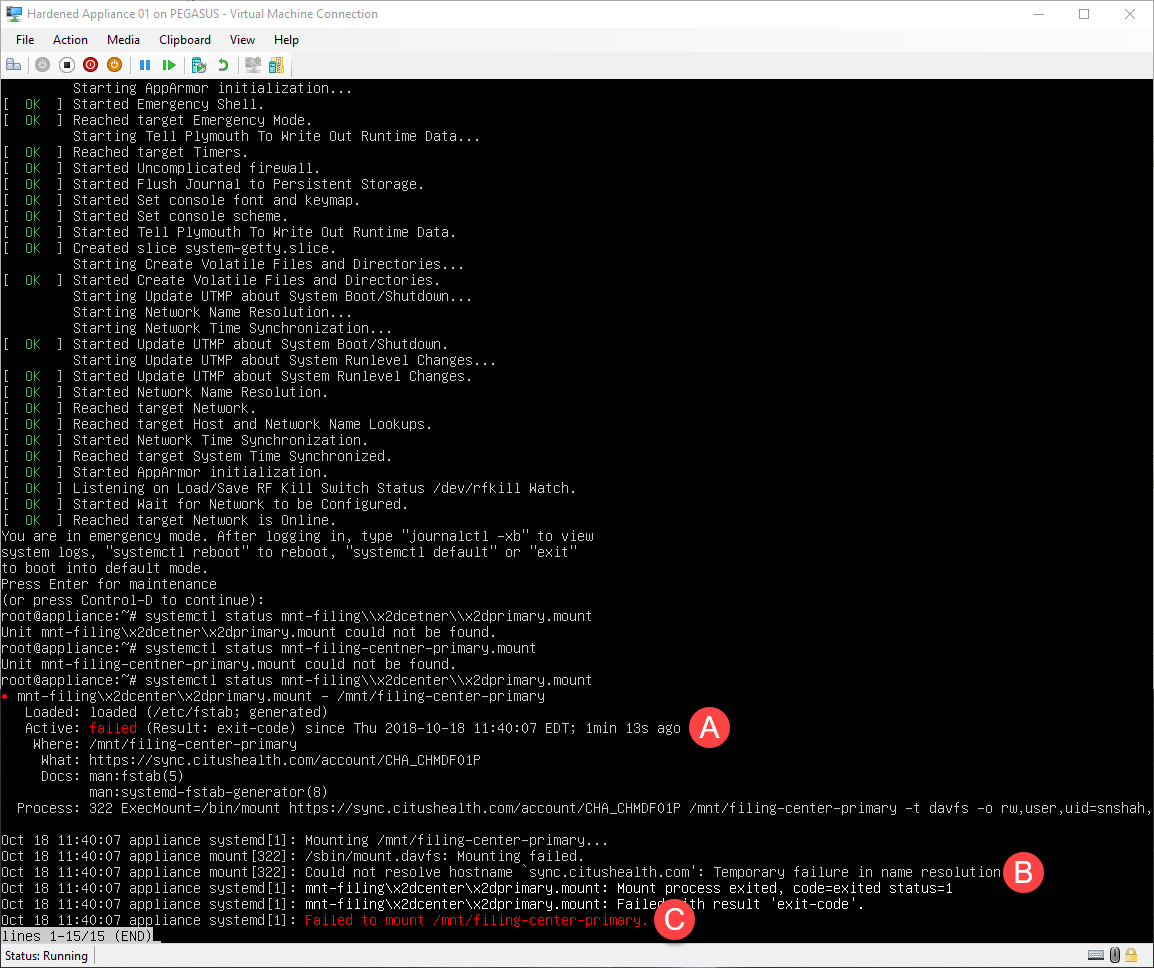 Hardened Appliance 01 on PEGASUS - Virtual Machine Connection
File Action Media Clipboard View Help
Starting AppArmor initialization...
[ OK ] Started Emergency Shell.
[ OK ] Reached target Emergency Mode.
Starting Tell Plymouth To Write Out Runtime Data...
[ OK ] Reached target Timers.
[ OK ] Started Uncomplicated firewall.
[ OK ] Started Flush Journal to Persistent Storage.
[ OK ] Started Set console font and keymap.
[ OK ] Started Set console scheme.
[ OK ] Started Tell Plymouth To Write Out Runtime Data.
[ OK ] Created slice system-getty.slice.
Starting Create Volatile Files and Directories...
[ OK ] Started Create Volatile Files and Directories.
Starting Update UTMP about System Boot/Shutdown...
Starting Network Name Resolution...
Starting Network Time Synchronization...
[ OK ] Started Update UTMP about System Boot/Shutdown.
Starting Update UTMP about System Runlevel Changes...
[ OK ] Started Update UTMP about System Runlevel Changes.
[ OK ] Started Network Name Resolution.
[ OK ] Reached target Network.
[ OK ] Reached target Host and Network Name Lookups.
[ OK ] Started Network Time Synchronization.
[ OK ] Reached target System Time Synchronized.
[ OK ] Started AppArmor initialization.
[ OK ] Listening on Load/Save RF Kill Switch Status /dev/rfkill Watch.
[ OK ] Started Wait for Network to be Configured.
[ OK ] Reached target Network is Online.
You are in emergency mode. After logging in, type "journalctl -xb" to view
system logs, "systemctl reboot" to reboot, "systemctl default" or "exit"
to boot into default mode.
Press Enter for maintenance
(or press Control-D to continue):
root@appliance:~# systemctl status mnt-filing\\x2dcetner\\x2dprimary.mount
Unit mnt-filing\x2dcetner\x2dprimary.mount could not be found.
root@appliance:~# systemctl status mnt-filing-centner-primary.mount
Unit mnt-filing-centner-primary.mount could not be found.
root@appliance:~# systemctl status mnt-filing\\x2dcenter\\x2dprimary.mount
● mnt-filing\x2dcenter\x2dprimary.mount - /mnt/filing-center-primary
Loaded: loaded (/etc/fstab; generated)
Active: failed (Result: exit-code) since Thu 2018-10-18 11:40:07 EDT; 1min 13s ago A
Where: /mnt/filing-center-primary
What: https://sync.citushealth.com/account/CHA_CHMDF01P
Docs: man:fstab(5)
man:systemd-fstab-generator(8)
Process: 322 ExecMount=/bin/mount https://sync.citushealth.com/account/CHA_CHMDF01P /mnt/filing-center-primary -t davfs -o rw,user,uid=snshah,
Oct 18 11:40:07 appliance systemd[1]: Mounting /mnt/filing-center-primary...
Oct 18 11:40:07 appliance mount[322]: /sbin/mount.davfs: Mounting failed.
Oct 18 11:40:07 appliance mount[322]: Could not resolve hostname `sync.citushealth.com': Temporary failure in name resolution B
Oct 18 11:40:07 appliance systemd[1]: mnt-filing\x2dcenter\x2dprimary.mount: Mount process exited, code=exited status=1
Oct 18 11:40:07 appliance systemd[1]: mnt-filing\x2dcenter\x2dprimary.mount: Failed with result 'exit-code'.
Oct 18 11:40:07 appliance systemd[1]: Failed to mount /mnt/filing-center-primary. C
lines 1-15/15 (END)
Status: Running